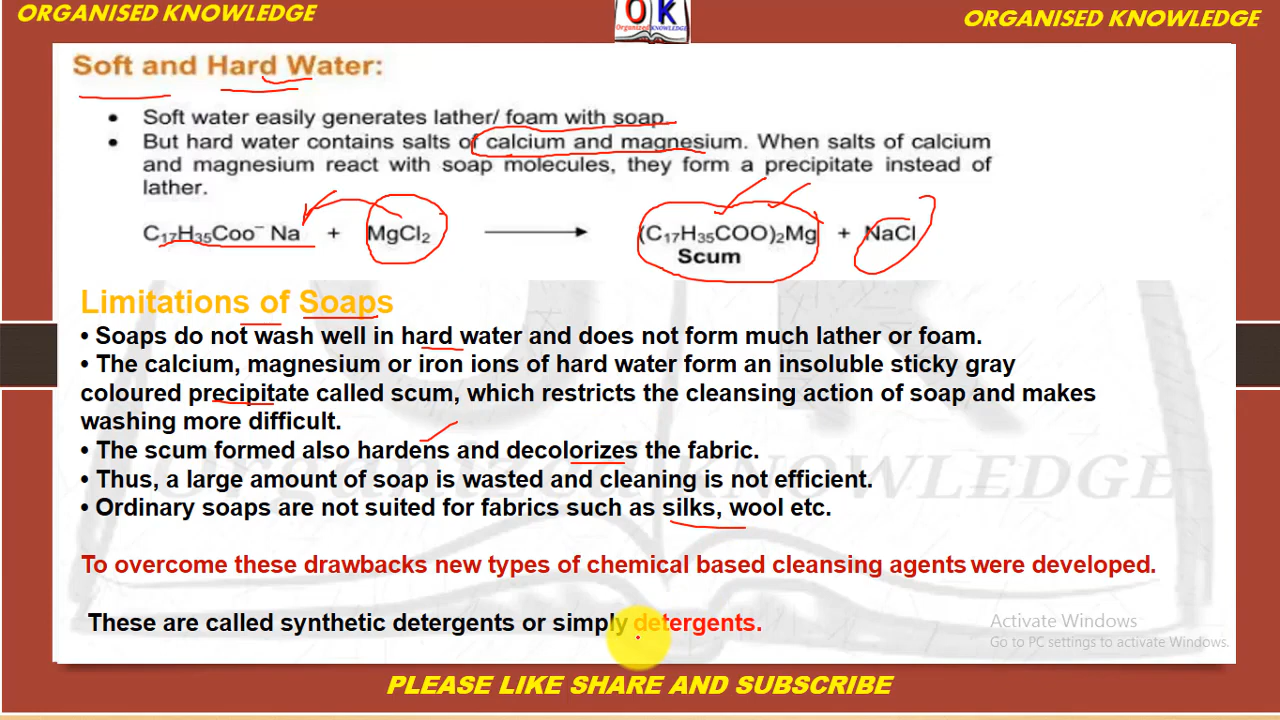 ORGANISED KNOWLEDGE
OK
Organized Knowledge
ORGANISED KNOWLEDGE
Soft and Hard Water:
• Soft water easily generates lather/ foam with soap.
• But hard water contains salts of calcium and magnesium. When salts of calcium
and magnesium react with soap molecules, they form a precipitate instead of
lather.
C₁₇H₃₅Coo⁻ Na + MgCl₂ ⟶ (C₁₇H₃₅COO)₂Mg + NaCl
Scum
Limitations of Soaps
• Soaps do not wash well in hard water and does not form much lather or foam.
• The calcium, magnesium or iron ions of hard water form an insoluble sticky gray
coloured precipitate called scum, which restricts the cleansing action of soap and makes
washing more difficult.
• The scum formed also hardens and decolorizes the fabric.
• Thus, a large amount of soap is wasted and cleaning is not efficient.
• Ordinary soaps are not suited for fabrics such as silks, wool etc.
Organized KNOWLEDGE
To overcome these drawbacks new types of chemical based cleansing agents were developed.
These are called synthetic detergents or simply detergents.
Activate Windows
Go to PC settings to activate Windows.
PLEASE LIKE SHARE AND SUBSCRIBE